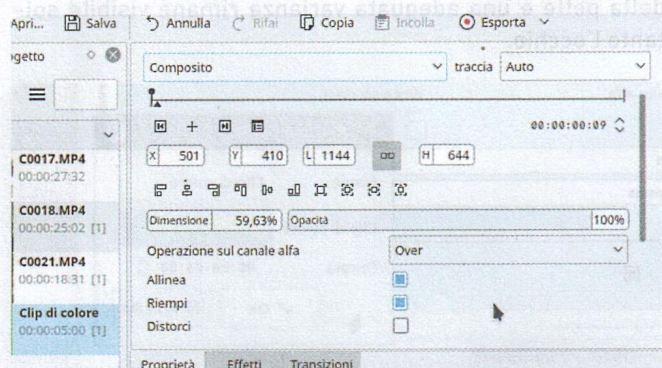 Apri... Salva Annulla Rifai Copia Incolla Esporta
ogetto
Composito traccia Auto
00:00:00:09
X 501 Y 410 L 1144 H 644
C0017.MP4
00:00:27:32
C0018.MP4
00:00:25:02 [1]
C0021.MP4
00:00:18:31 [1]
Clip di colore
00:00:05:00 [1]
Dimensione 59,63% Opacità 100%
Operazione sul canale alfa Over
Allinea
Riempi
Distorci
Proprietà Effetti Transizioni